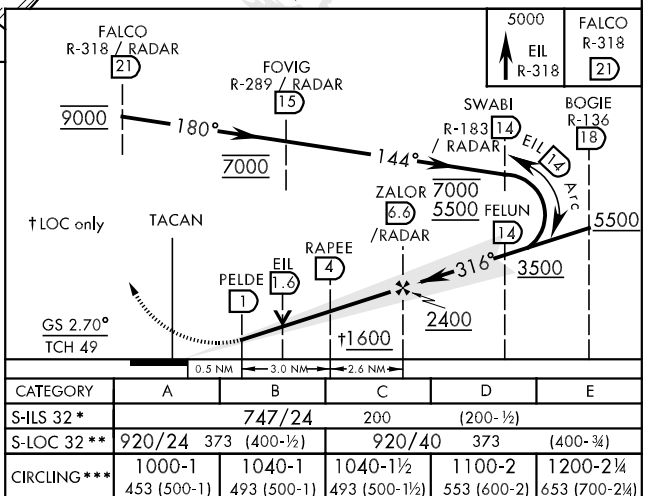 FALCO
R-318 / RADAR
21
5000
EIL
R-318
FALCO
R-318
21
FOVIG
R-289 / RADAR
15
9000
180°
7000
144°
SWABI
R-183 14
/ RADAR
EIL 14 Arc
BOGIE
R-136
18
7000
5500
5500
FELUN
14
3500
ZALOR
6.6
/RADAR
316°
2400
† LOC only
TACAN
RAPEE
4
EIL
1.6
PELDE
1
†1600
GS 2.70°
TCH 49
0.5 NM 3.0 NM 2.6 NM
CATEGORY A B C D E
S-ILS 32 * 747/24 200 (200-½)
S-LOC 32 ** 920/24 373 (400-½) 920/40 373 (400-¾)
CIRCLING *** 1000-1 1040-1 1040-1½ 1100-2 1200-2¼
453 (500-1) 493 (500-1) 493 (500-1½) 553 (600-2) 653 (700-2¼)